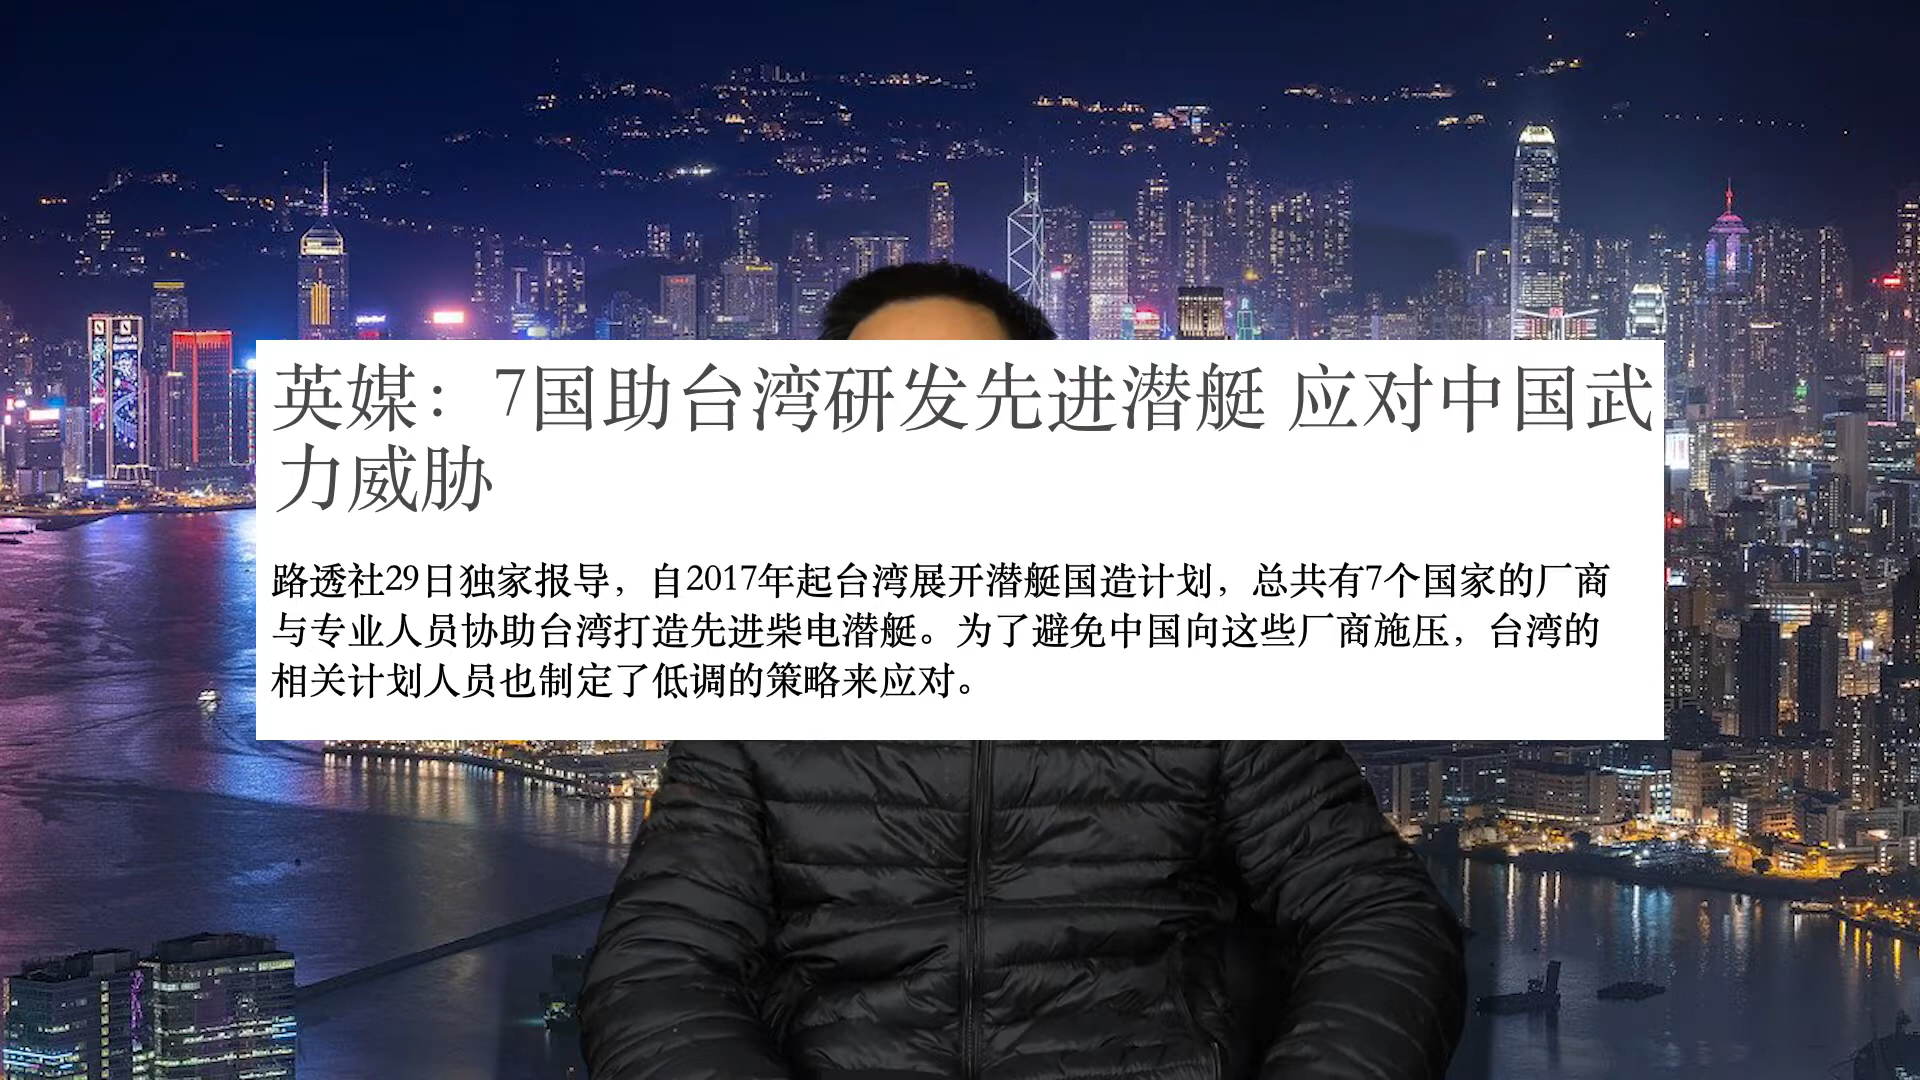 英媒：7国助台湾研发先进潜艇 应对中国武
力威胁
路透社29日独家报导，自2017年起台湾展开潜艇国造计划，总共有7个国家的厂商
与专业人员协助台湾打造先进柴电潜艇。为了避免中国向这些厂商施压，台湾的
相关计划人员也制定了低调的策略来应对。